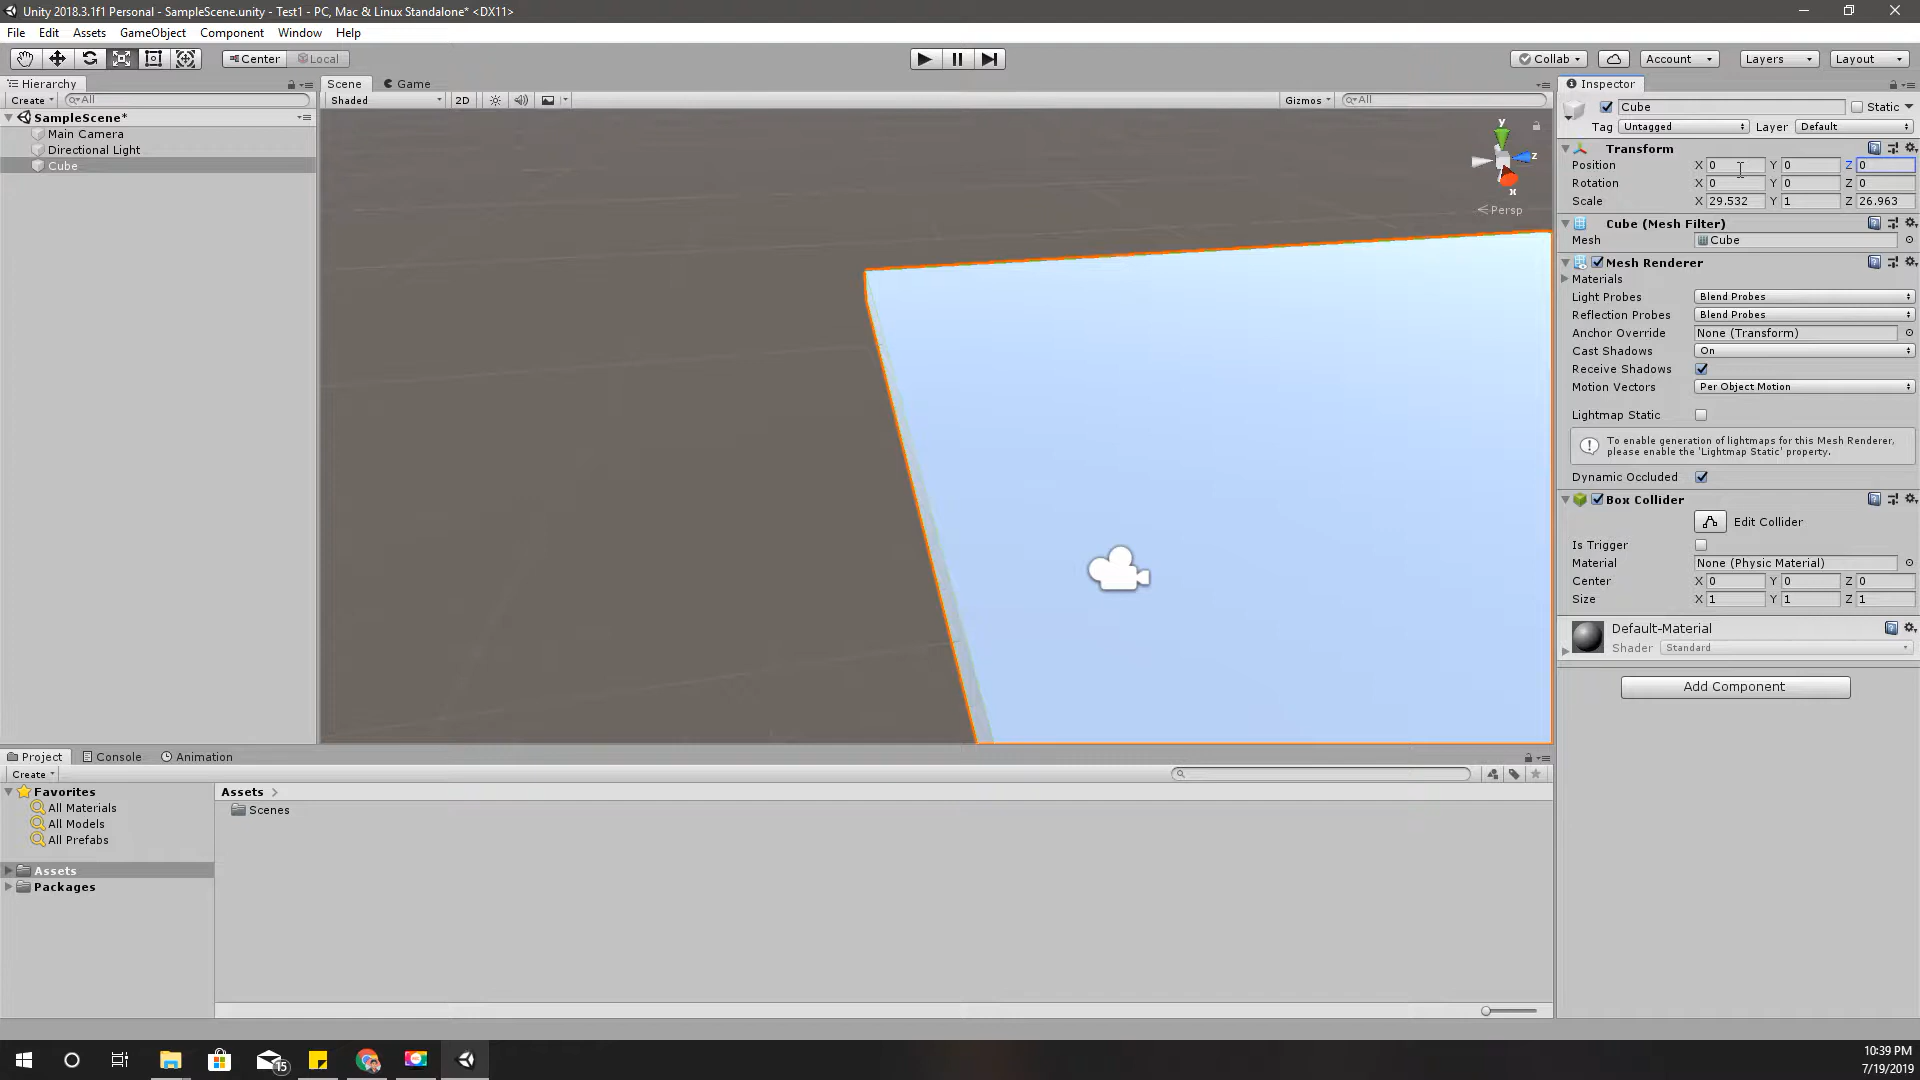 Unity 2018.3.1f1 Personal - SampleScene.unity - Test1 - PC, Mac & Linux Standalone* <DX11>
File Edit Assets GameObject Component Window Help
Center Local Collab Account Layers Layout
Hierarchy
Create All
SampleScene*
Main Camera
Directional Light
Cube
Scene Game
Shaded 2D Gizmos All
y
z
x
Persp
Inspector
Cube Static
Tag Untagged Layer Default
Transform
Position X 0 Y 0 Z 0
Rotation X 0 Y 0 Z 0
Scale X 29.532 Y 1 Z 26.963
Cube (Mesh Filter)
Mesh Cube
Mesh Renderer
Materials
Light Probes Blend Probes
Reflection Probes Blend Probes
Anchor Override None (Transform)
Cast Shadows On
Receive Shadows
Motion Vectors Per Object Motion
Lightmap Static
To enable generation of lightmaps for this Mesh Renderer, please enable the 'Lightmap Static' property.
Dynamic Occluded
Box Collider
Edit Collider
Is Trigger
Material None (Physic Material)
Center X 0 Y 0 Z 0
Size X 1 Y 1 Z 1
Default-Material
Shader Standard
Add Component
Project Console Animation
Create
Favorites
All Materials
All Models
All Prefabs
Assets
Packages
Assets
Scenes
15
10:39 PM
7/19/2019